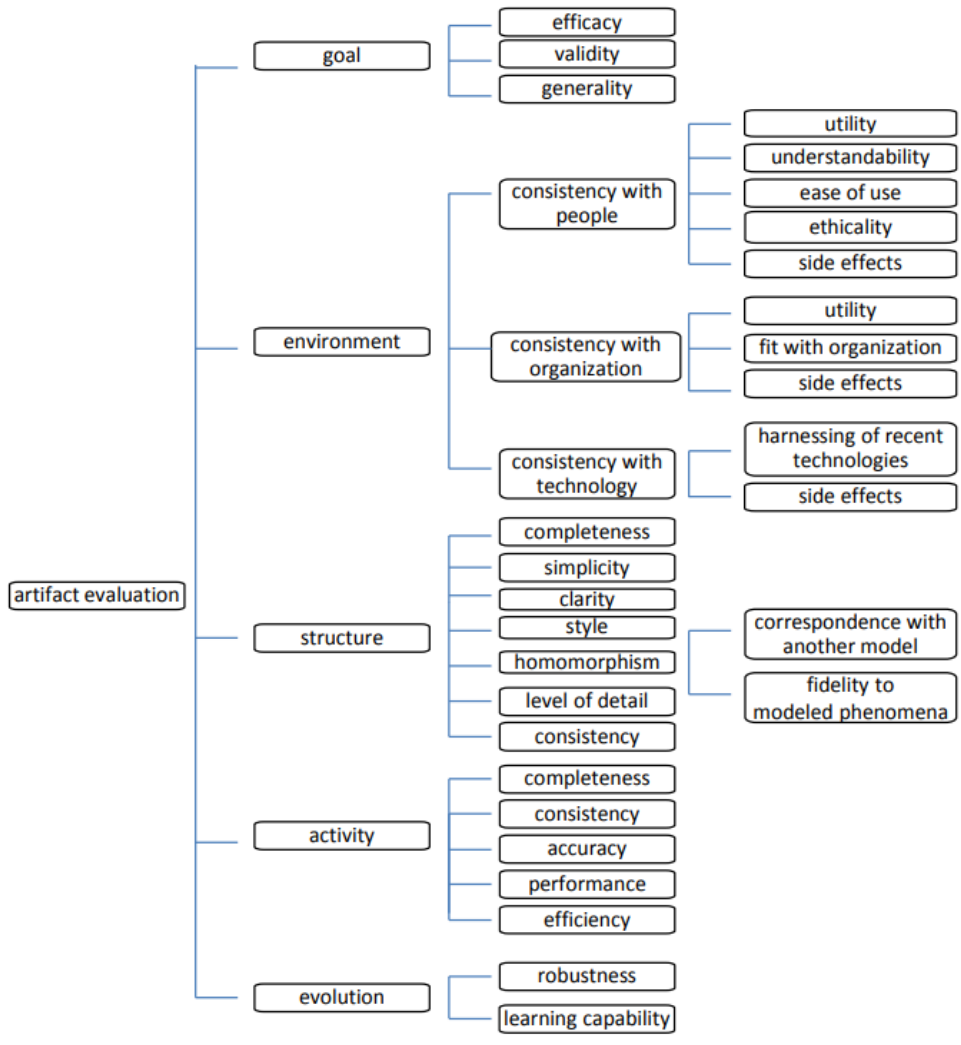 efficacy
goal
validity
generality
utility
understandability
consistency with
people
ease of use
ethicality
side effects
environment
utility
consistency with
organization
fit with organization
side effects
consistency with
technology
harnessing of recent
technologies
side effects
artifact evaluation
structure
completeness
simplicity
clarity
style
homomorphism
correspondence with
another model
fidelity to
modeled phenomena
level of detail
consistency
activity
completeness
consistency
accuracy
performance
efficiency
evolution
robustness
learning capability